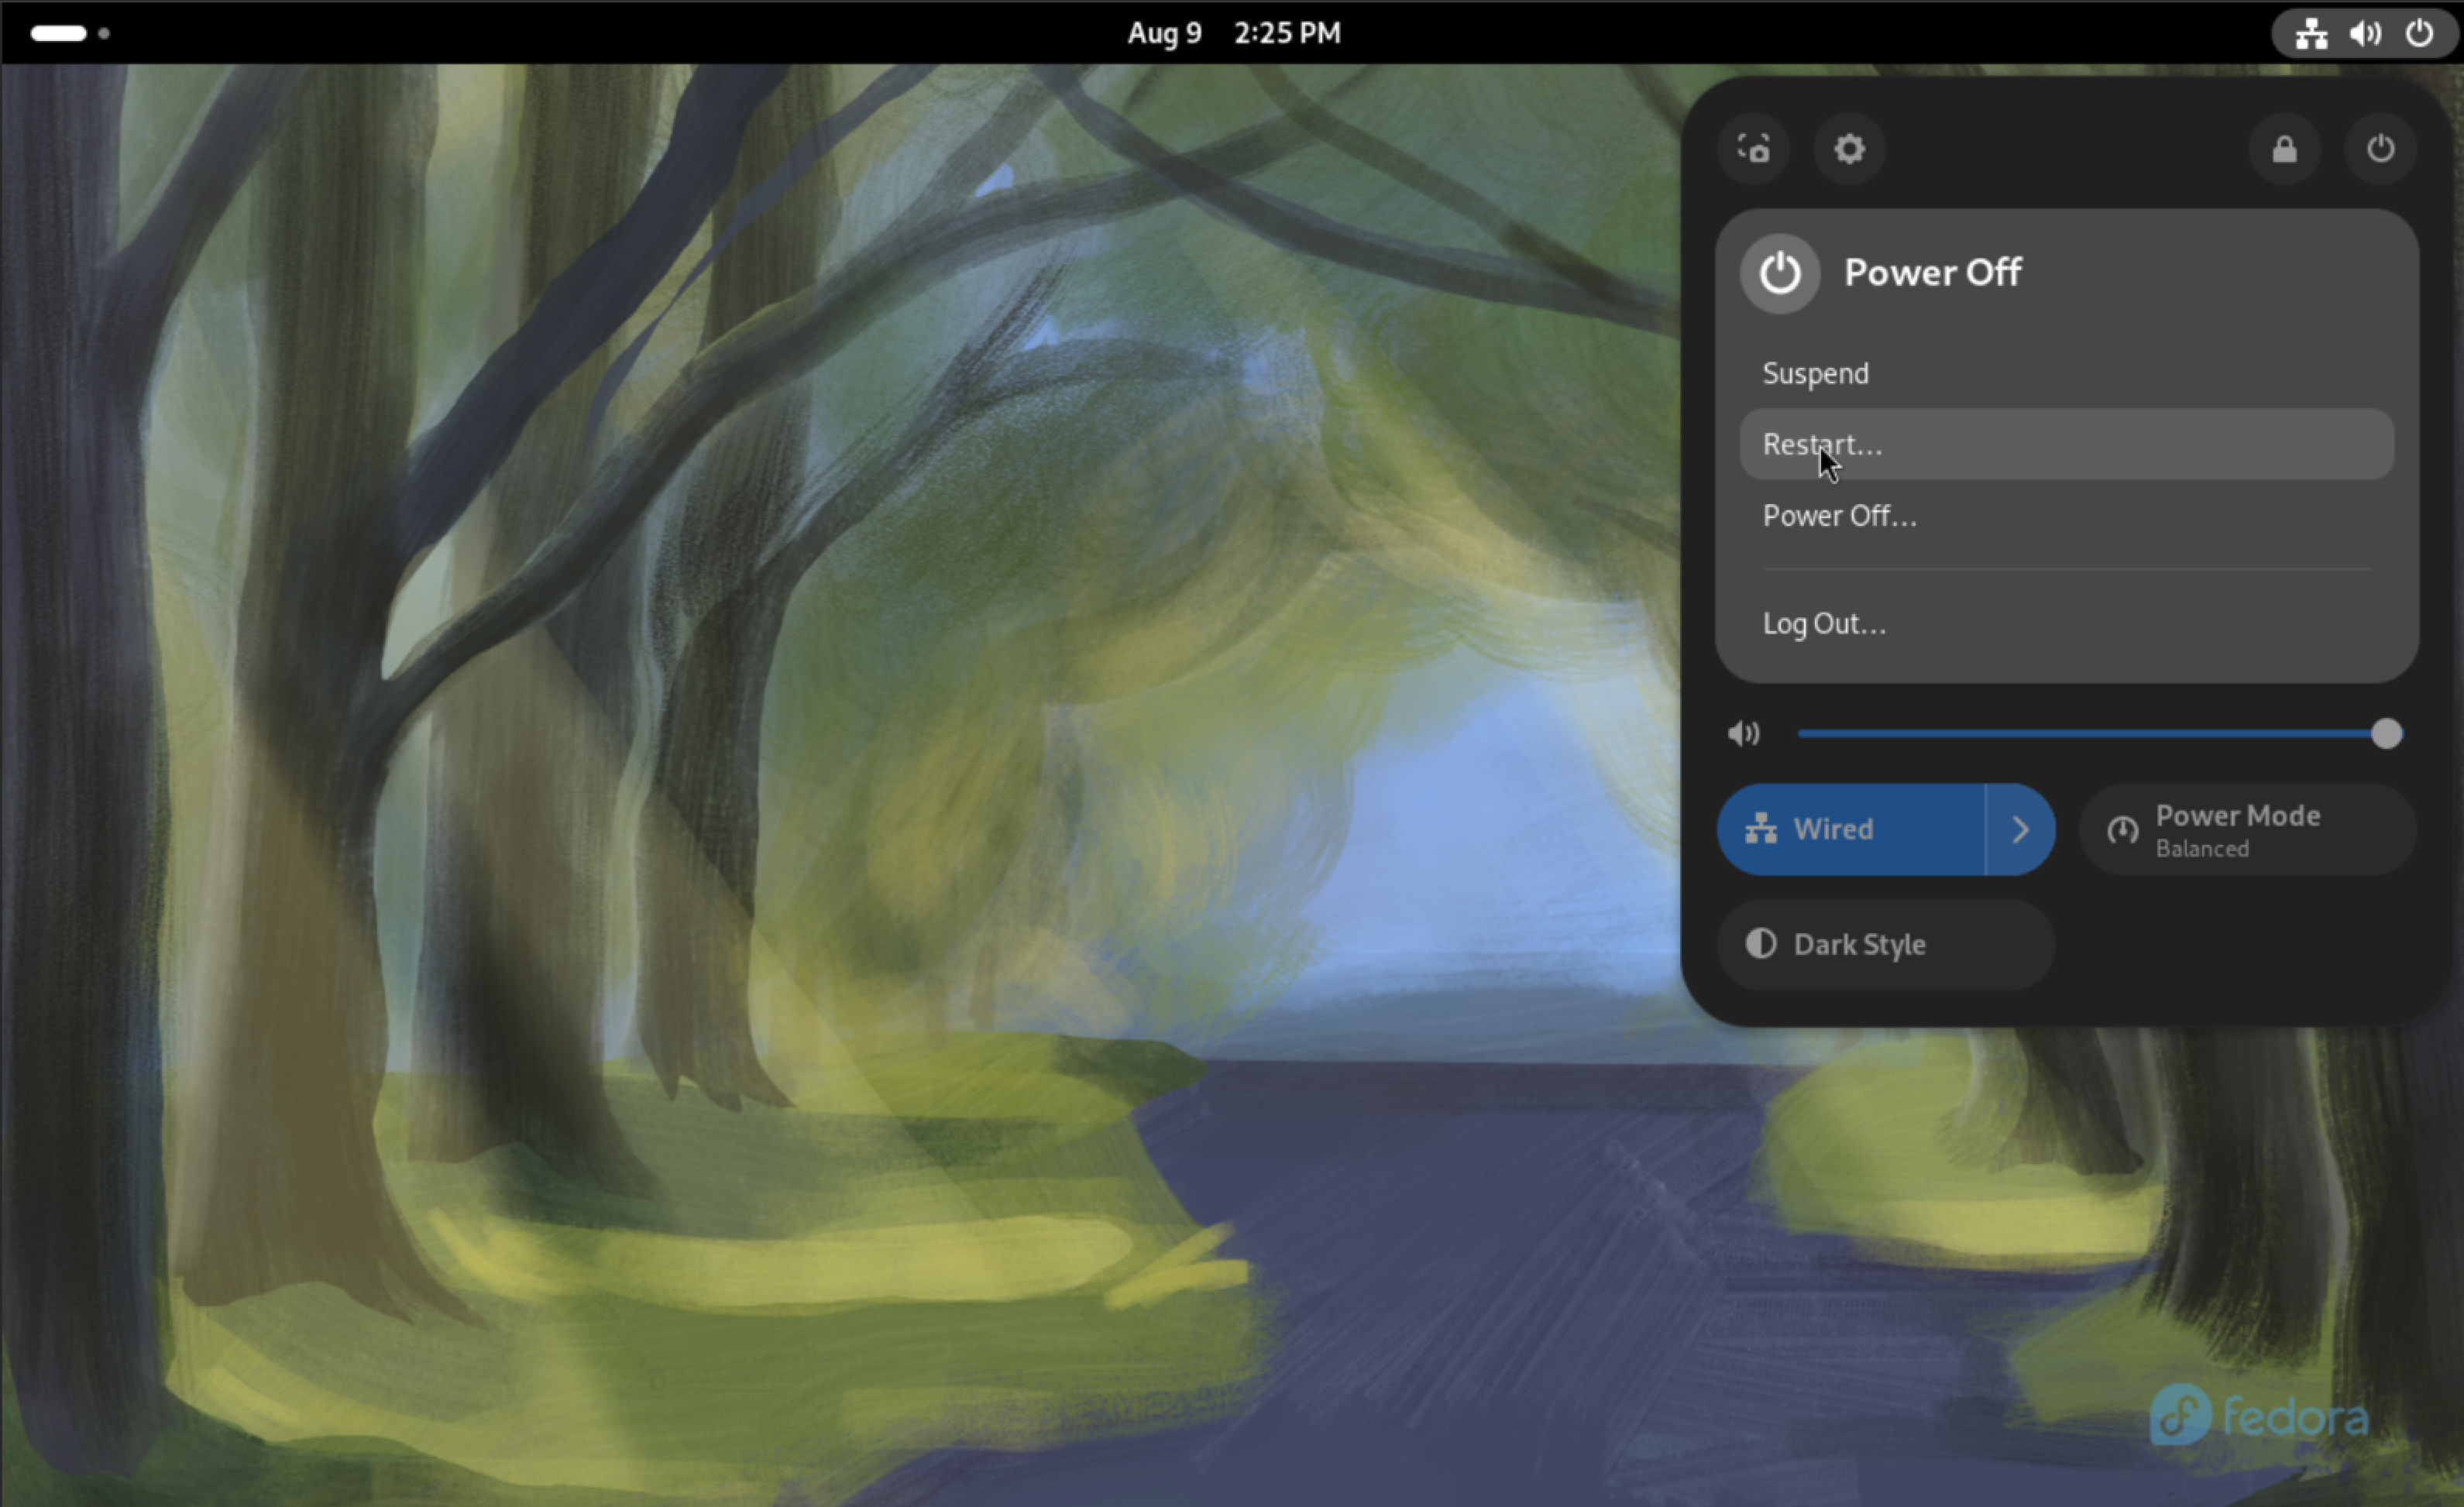 Aug 9 2:25 PM
Power Off
Suspend
Restart...
Power Off...
Log Out...
Wired
Power Mode
Balanced
Dark Style
fedora